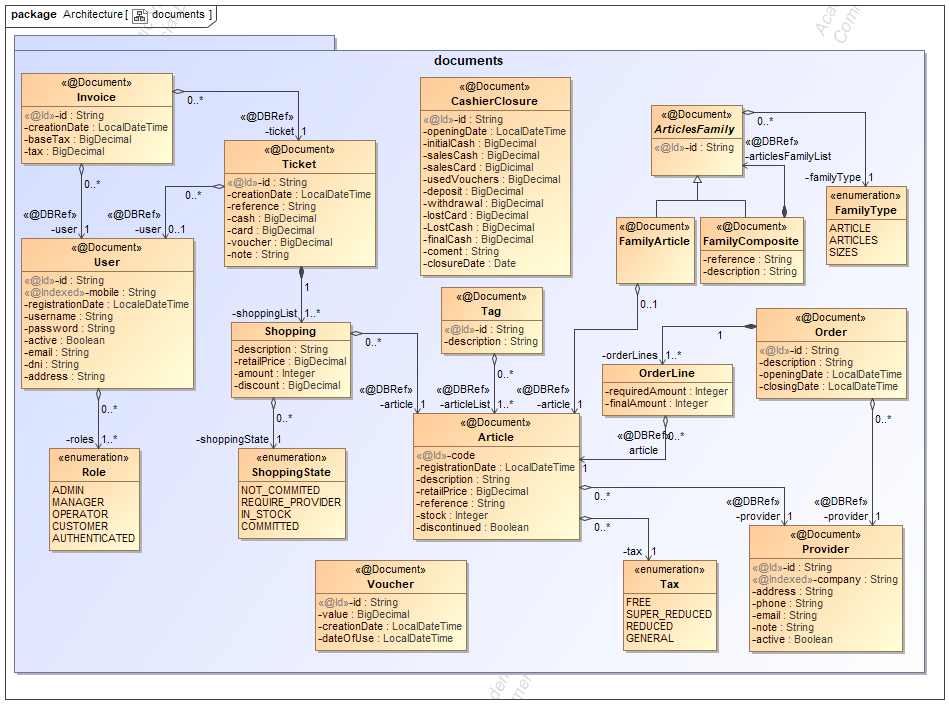 package Architecture [ documents ]
documents
«@Document»
Invoice
«@Id»-id : String
-creationDate : LocalDateTime
-baseTax : BigDecimal
-tax : BigDecimal
0..*
«@DBRef»
-ticket 1
0..*
«@DBRef»
-user 1
«@Document»
Ticket
«@Id»-id : String
-creationDate : LocalDateTime
-reference : String
-cash : BigDecimal
-card : BigDecimal
-voucher : BigDecimal
-note : String
0..*
«@DBRef»
-user 0..1
1
-shoppingList 1..*
«@Document»
CashierClosure
«@Id»-id : String
-openingDate : LocalDateTime
-initialCash : BigDecimal
-salesCash : BigDecimal
-salesCard : BigDecimal
-usedVouchers : BigDecimal
-deposit : BigDicimal
-withdrawal : BigDecimal
-lostCard : BigDecimal
-LostCash : BigDecimal
-finalCash : BigDecimal
-coment : String
-closureDate : Date
«@Document»
ArticlesFamily
«@Id»-id : String
0..*
«@DBRef»
-articlesFamilyList
-familyType 1
«enumeration»
FamilyType
ARTICLE
ARTICLES
SIZES
«@Document»
FamilyArticle
0..1
«@Document»
FamilyComposite
-reference : String
-description : String
«@Document»
User
«@Id»-id : String
«@Indexed»-mobile : String
-registrationDate : LocaleDateTime
-username : String
-password : String
-active : Boolean
-email : String
-dni : String
-address : String
0..*
-roles 1..*
«enumeration»
Role
ADMIN
MANAGER
OPERATOR
CUSTOMER
AUTHENTICATED
Shopping
-description : String
-retailPrice : BigDecimal
-amount : Integer
-discount : BigDecimal
0..*
«@DBRef»
-article 1
0..*
-shoppingState 1
«enumeration»
ShoppingState
NOT_COMMITED
REQUIRE_PROVIDER
IN_STOCK
COMMITTED
«@Document»
Tag
«@Id»-id : String
-description : String
0..*
«@DBRef»
-articleList 1..*
«@DBRef»
-article 1
«@Document»
Order
«@Id»-id : String
-description : String
-openingDate : LocalDateTime
-closingDate : LocalDateTime
1
-orderLines 1..*
OrderLine
-requiredAmount : Integer
-finalAmount : Integer
«@DBRef» 0..*
article
1
0..*
«@DBRef»
-provider 1
«@Document»
Article
«@Id»-code
-registrationDate : LocalDateTime
-description : String
-retailPrice : BigDecimal
-reference : String
-stock : Integer
-discontinued : Boolean
0..*
«@DBRef»
-provider 1
0..*
-tax 1
«@Document»
Voucher
«@Id»-id : String
-value : BigDecimal
-creationDate : LocalDateTime
-dateOfUse : LocalDateTime
«enumeration»
Tax
FREE
SUPER_REDUCED
REDUCED
GENERAL
«@Document»
Provider
«@Id»-id : String
«@Indexed»-company : String
-address : String
-phone : String
-email : String
-note : String
-active : Boolean